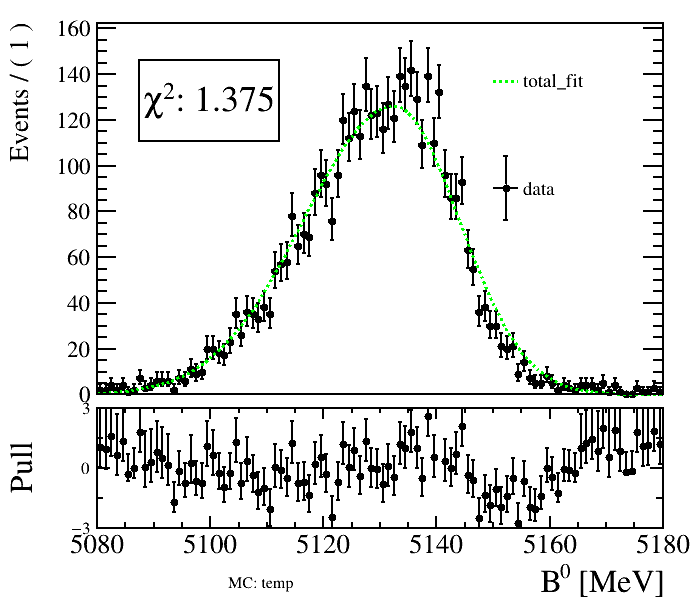 Events / ( 1 )
160
140
120
100
80
60
40
20
0
χ²: 1.375
total_fit
data
Pull
3
0
−3
5080 5100 5120 5140 5160 5180
MC: temp
B⁰ [MeV]